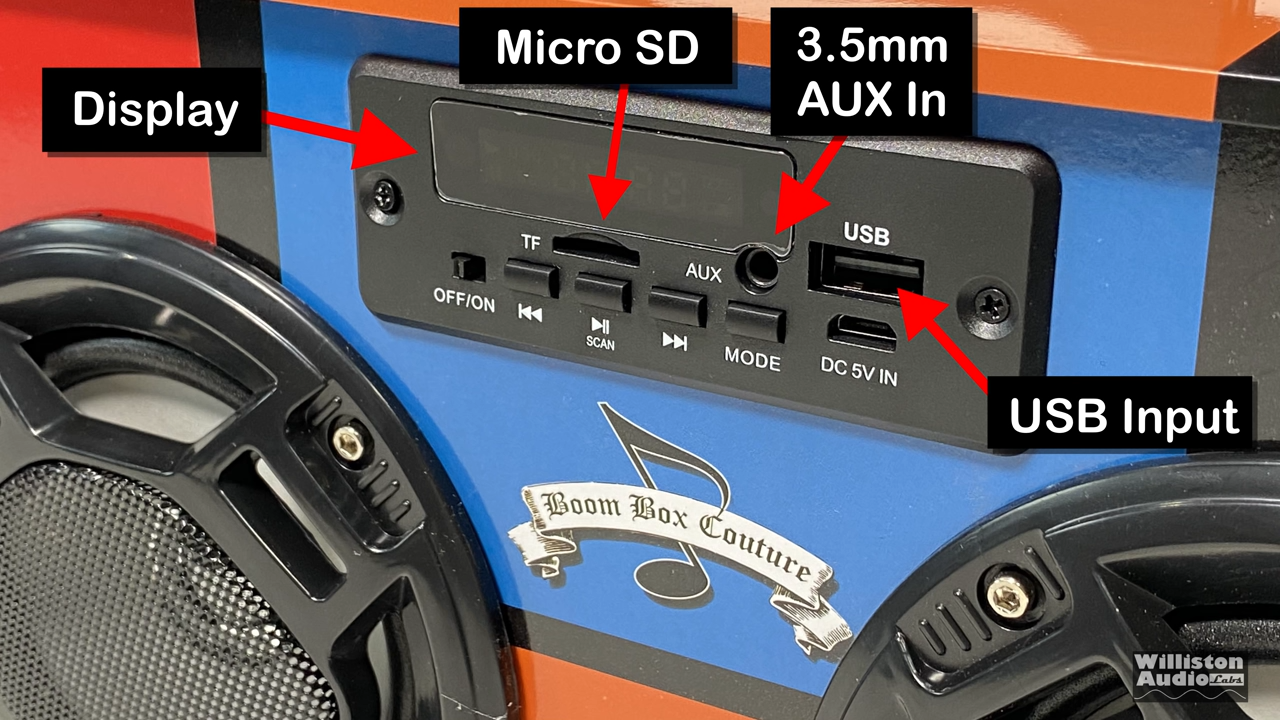 Micro SD
3.5mm
AUX In
Display
USB
TF
AUX
OFF/ON
SCAN
MODE
DC 5V IN
USB Input
Boom Box Couture
Williston
Audio Labs